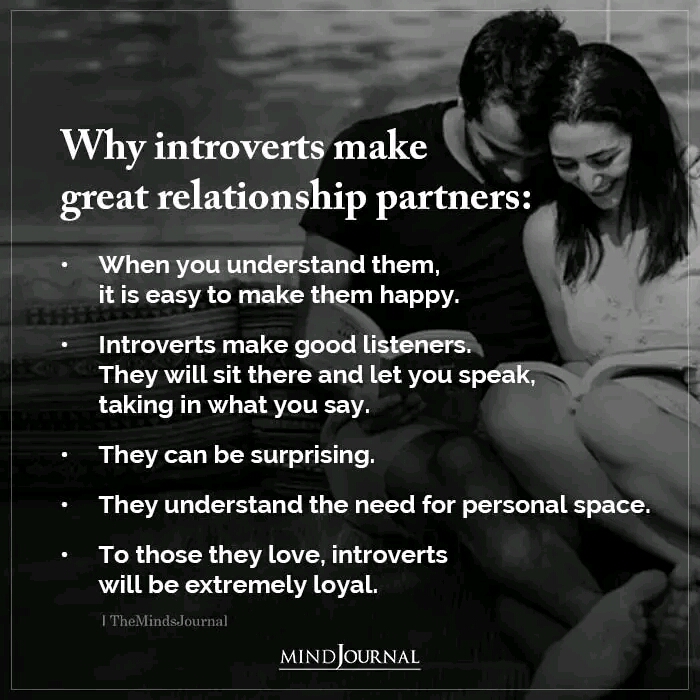 Why introverts make
great relationship partners:
• When you understand them,
it is easy to make them happy.
• Introverts make good listeners.
They will sit there and let you speak,
taking in what you say.
• They can be surprising.
• They understand the need for personal space.
• To those they love, introverts
will be extremely loyal.
| TheMindsJournal
MINDJOURNAL